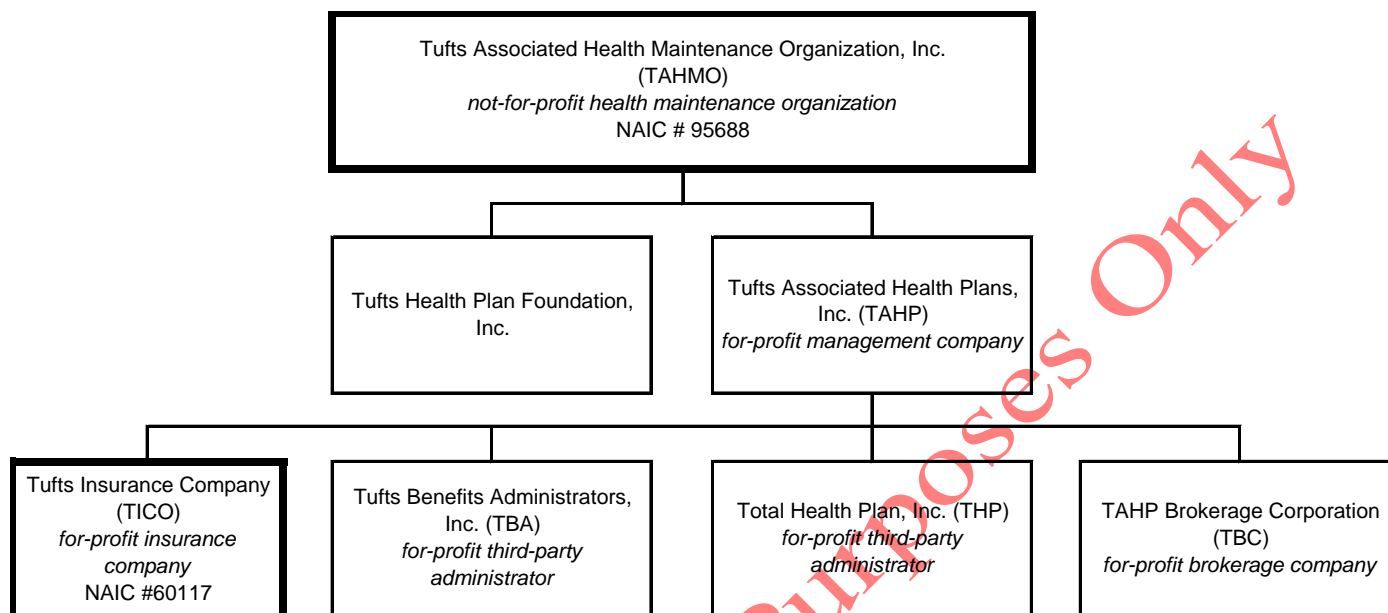 Tufts Associated Health Maintenance Organization, Inc.
(TAHMO)
not-for-profit health maintenance organization
NAIC # 95688
Tufts Health Plan Foundation,
Inc.
Tufts Associated Health Plans,
Inc. (TAHP)
for-profit management company
Tufts Insurance Company
(TICO)
for-profit insurance
company
NAIC #60117
Tufts Benefits Administrators,
Inc. (TBA)
for-profit third-party
administrator
Total Health Plan, Inc. (THP)
for-profit third-party
administrator
TAHP Brokerage Corporation
(TBC)
for-profit brokerage company
Purposes Only